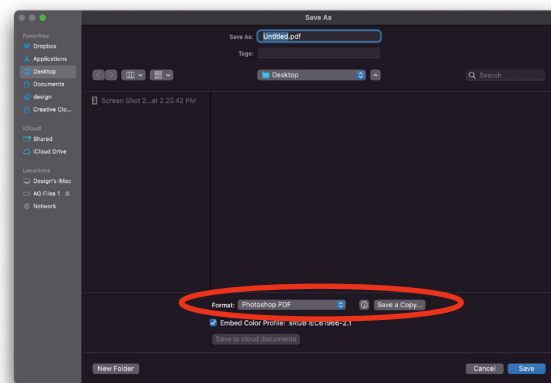 Save As
Save As: Untitled.pdf
Tags:
Favorites
Dropbox
Applications
Desktop
Documents
design
Creative Clo...
iCloud
Shared
iCloud Drive
Locations
Design's iMac
AG Files 1
Network
Desktop
Search
Screen Shot 2...at 2.20.42 PM
Format: Photoshop PDF
Save a Copy...
Embed Color Profile: sRGB IEC61966-2.1
Save to cloud documents
New Folder
Cancel
Save